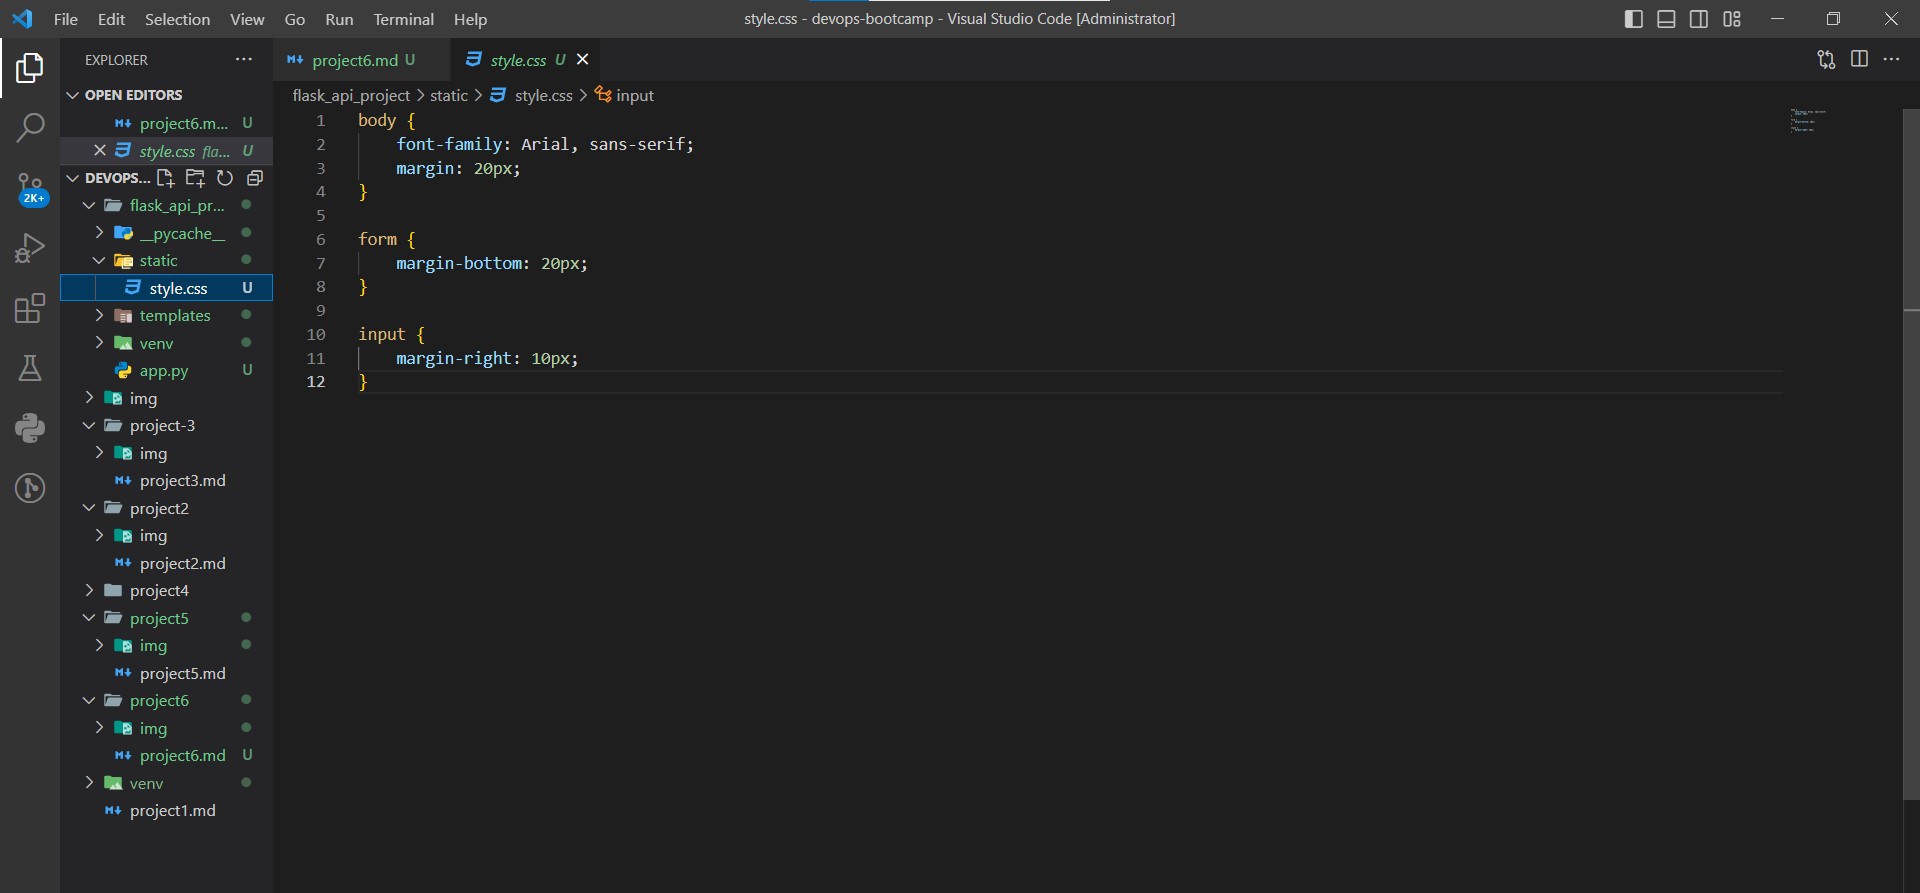 File Edit Selection View Go Run Terminal Help
style.css - devops-bootcamp - Visual Studio Code [Administrator]
EXPLORER
OPEN EDITORS
project6.m... U
style.css fla... U
DEVOPS...
2K+
flask_api_pr...
__pycache__
static
style.css U
templates
venv
app.py U
img
project-3
img
project3.md
project2
img
project2.md
project4
project5
img
project5.md
project6
img
project6.md U
venv
project1.md
project6.md U
style.css U
flask_api_project > static > style.css > input
1 body {
2     font-family: Arial, sans-serif;
3     margin: 20px;
4 }
5
6 form {
7     margin-bottom: 20px;
8 }
9
10 input {
11     margin-right: 10px;
12 }